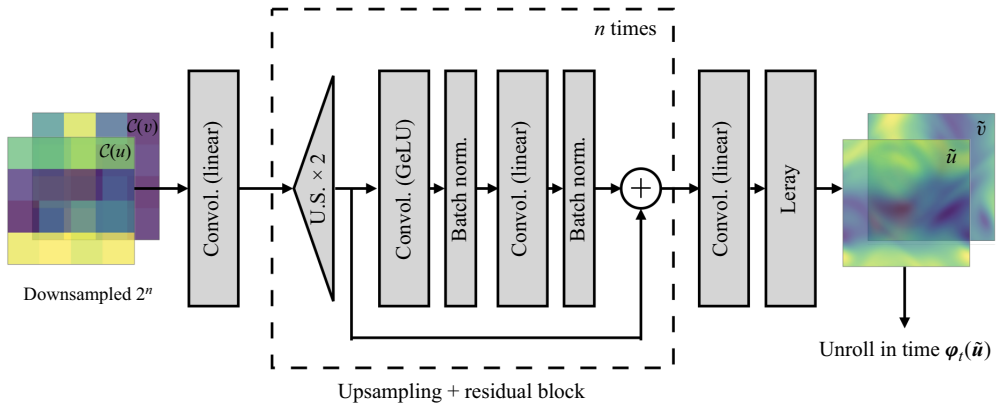 n times
C(v)
C(u)
Downsampled 2ⁿ
Convol. (linear)
U.S. × 2
Convol. (GeLU)
Batch norm.
Convol. (linear)
Batch norm.
+
Convol. (linear)
Leray
ṽ
ũ
Unroll in time φₜ(ũ)
Upsampling + residual block